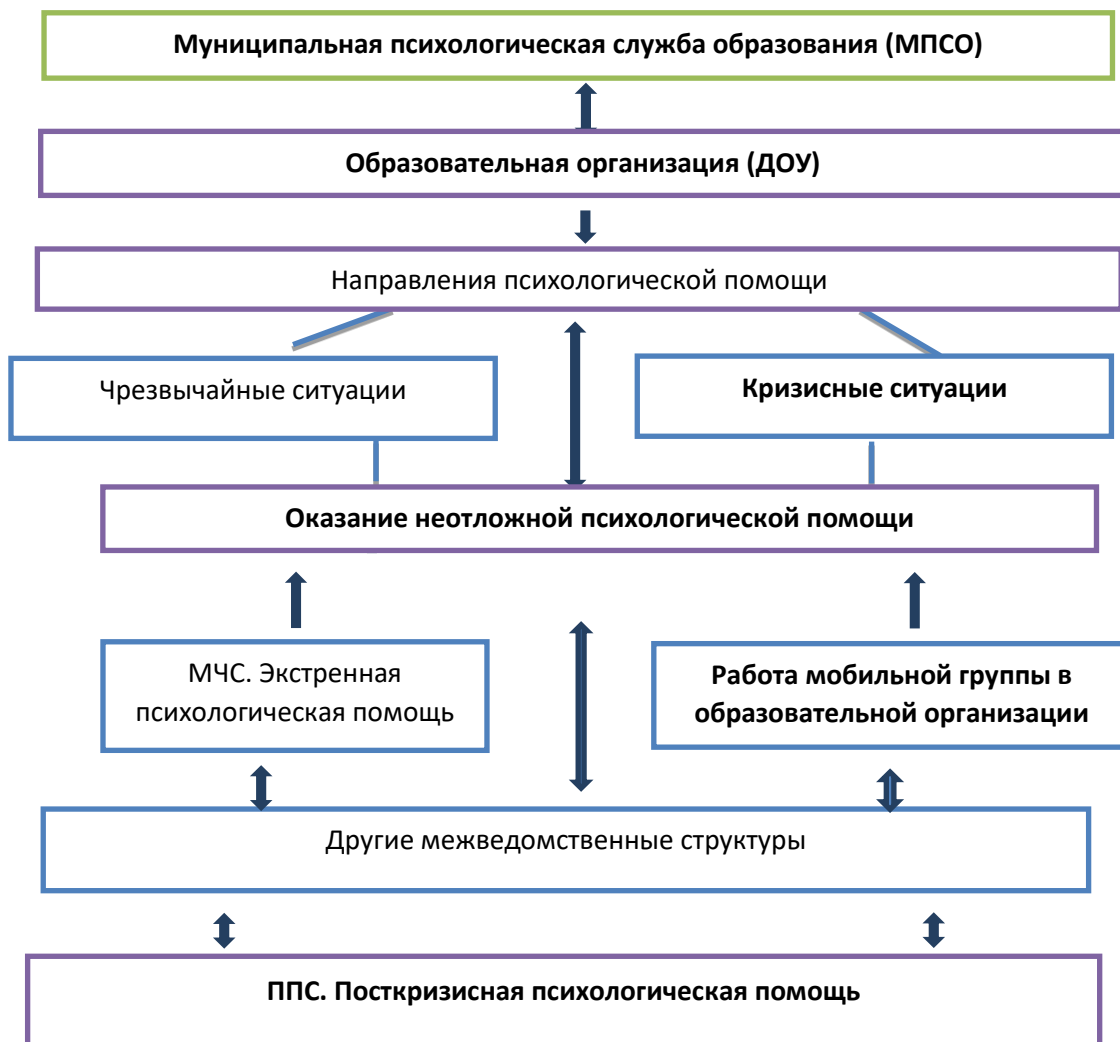 Муниципальная психологическая служба образования (МПСО)
Образовательная организация (ДОУ)
Направления психологической помощи
Чрезвычайные ситуации
Кризисные ситуации
Оказание неотложной психологической помощи
МЧС. Экстренная
психологическая помощь
Работа мобильной группы в
образовательной организации
Другие межведомственные структуры
ППС. Посткризисная психологическая помощь